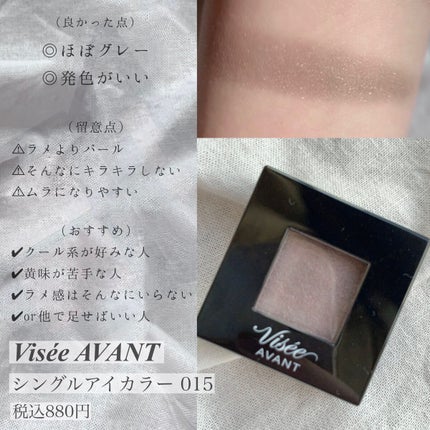 （良かった点）
◎ほぼグレー
◎発色がいい
（留意点）
⚠ラメよりパール
⚠そんなにキラキラしない
⚠ムラになりやすい
（おすすめ）
✔クール系が好みな人
✔黄味が苦手な人
✔ラメ感はそんなにいらない
✔or他で足せばいい人
Visée AVANT
シングルアイカラー 015
税込880円
Visée
AVANT